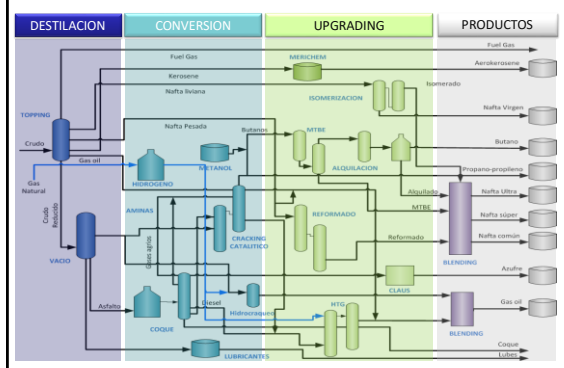 DESTILACION
CONVERSION
UPGRADING
PRODUCTOS
Fuel Gas
Fuel Gas
MERICHEM
Aerokerosene
Kerosene
Isomerado
Nafta liviana
ISOMERIZACION
TOPPING
Nafta Virgen
Nafta Pesada
Butanos
MTBE
Crudo
Butano
Gas oil
METANOL
ALQUILACION
Propano-propileno
Gas
Natural
HIDROGENO
Alquilado
Nafta Ultra
Crudo
Reducido
AMINAS
MTBE
REFORMADO
Nafta súper
Gases agrios
CRACKING
CATALITICO
Reformado
Nafta común
VACIO
BLENDING
CLAUS
Azufre
Asfalto
Diesel
Hidrocraqueo
HTG
Gas oil
COQUE
BLENDING
LUBRICANTES
Coque
Lubes